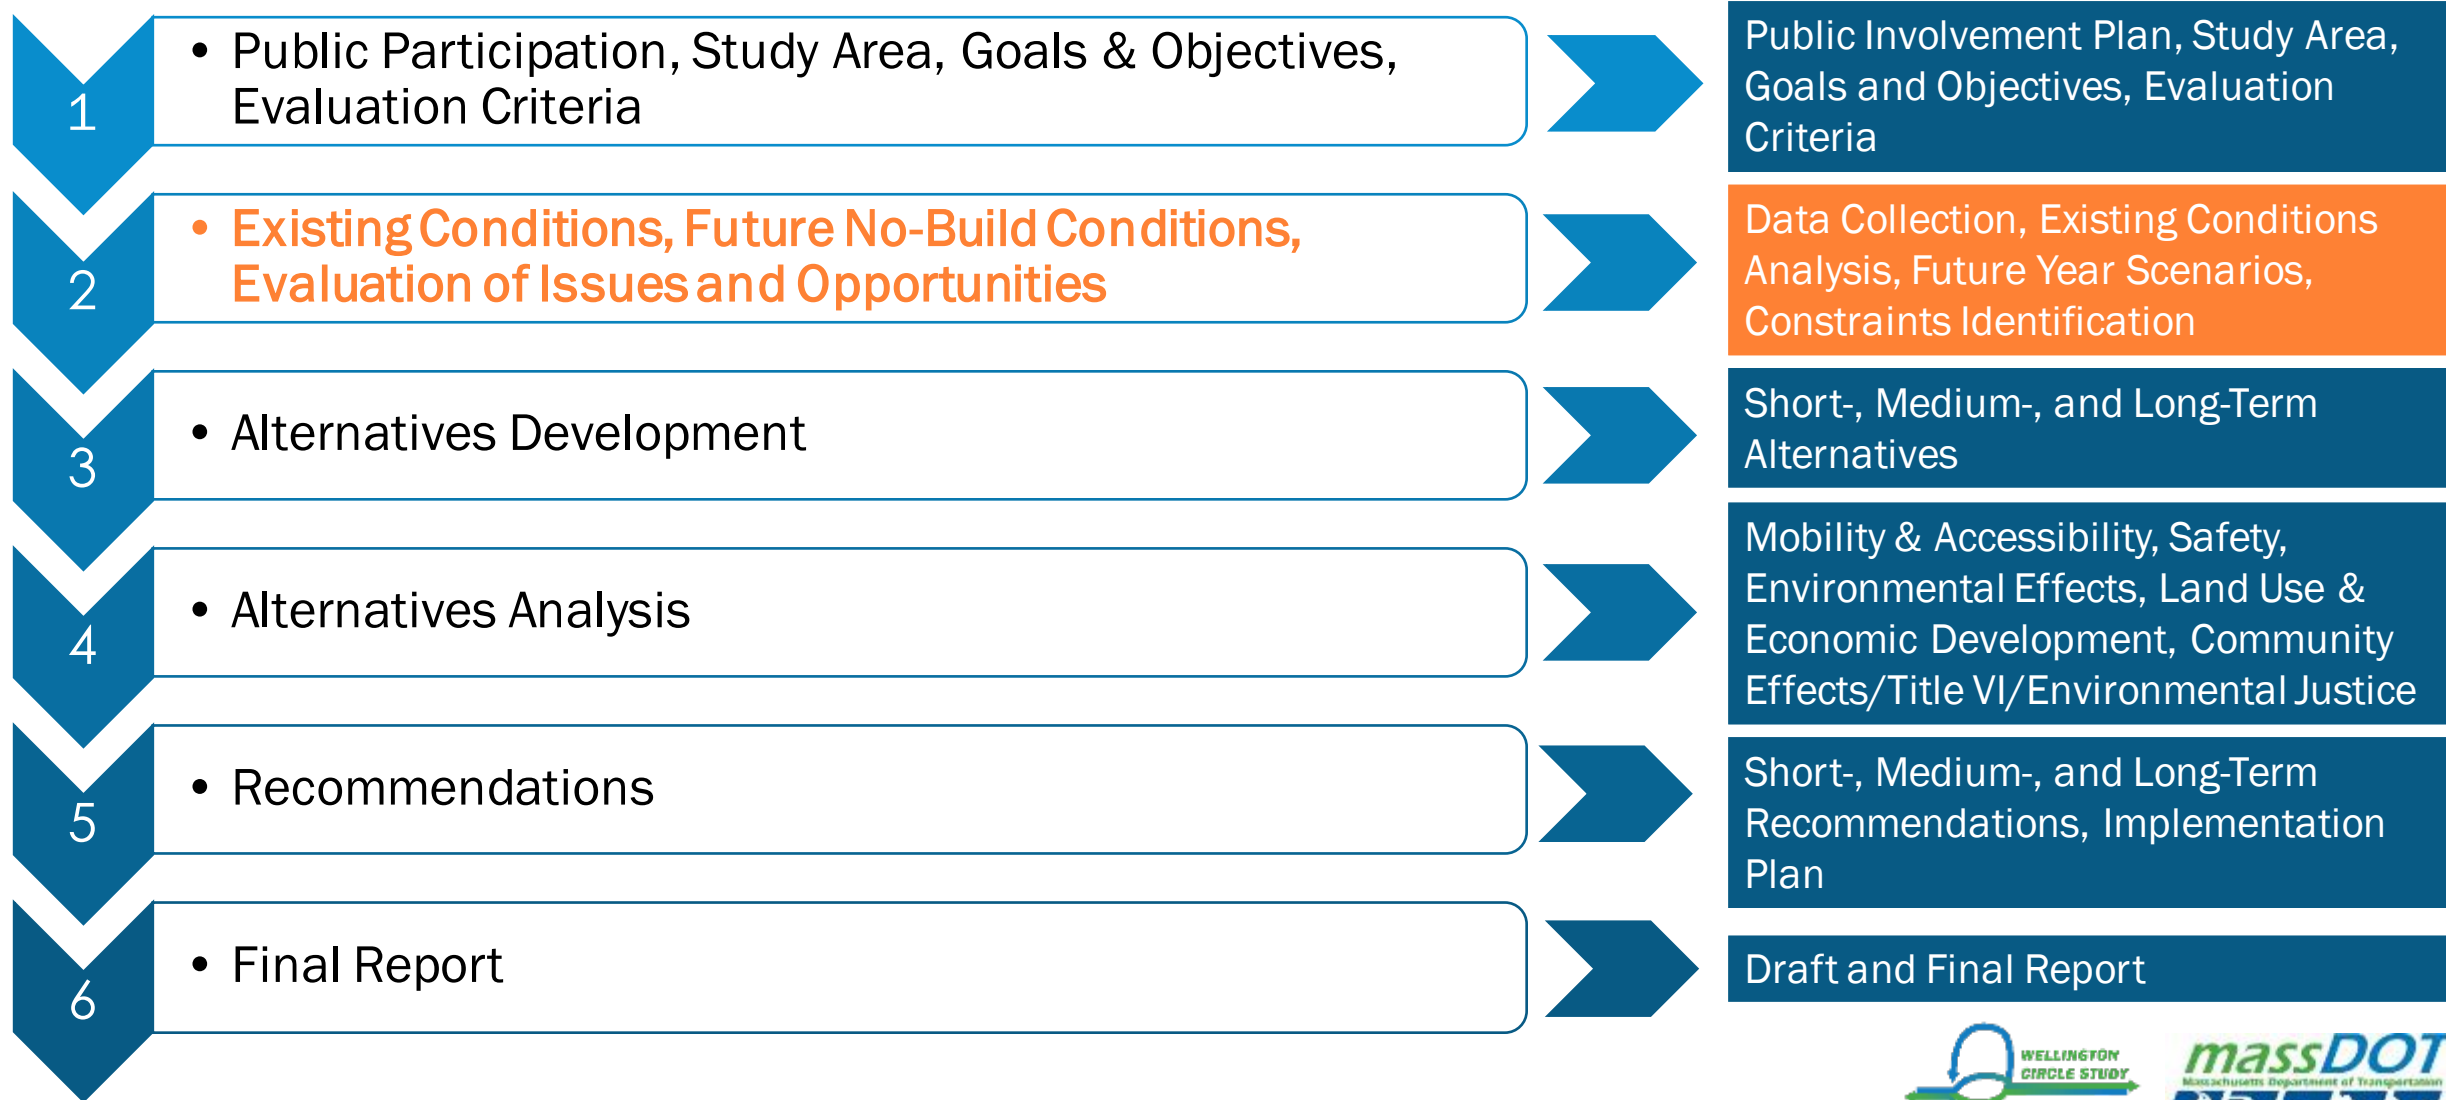 1
• Public Participation, Study Area, Goals & Objectives,
Evaluation Criteria
Public Involvement Plan, Study Area,
Goals and Objectives, Evaluation
Criteria
2
• Existing Conditions, Future No-Build Conditions,
Evaluation of Issues and Opportunities
Data Collection, Existing Conditions
Analysis, Future Year Scenarios,
Constraints Identification
3
• Alternatives Development
Short-, Medium-, and Long-Term
Alternatives
4
• Alternatives Analysis
Mobility & Accessibility, Safety,
Environmental Effects, Land Use &
Economic Development, Community
Effects/Title VI/Environmental Justice
5
• Recommendations
Short-, Medium-, and Long-Term
Recommendations, Implementation
Plan
6
• Final Report
Draft and Final Report
WELLINGTON
CIRCLE STUDY
massDOT
Massachusetts Department of Transportation